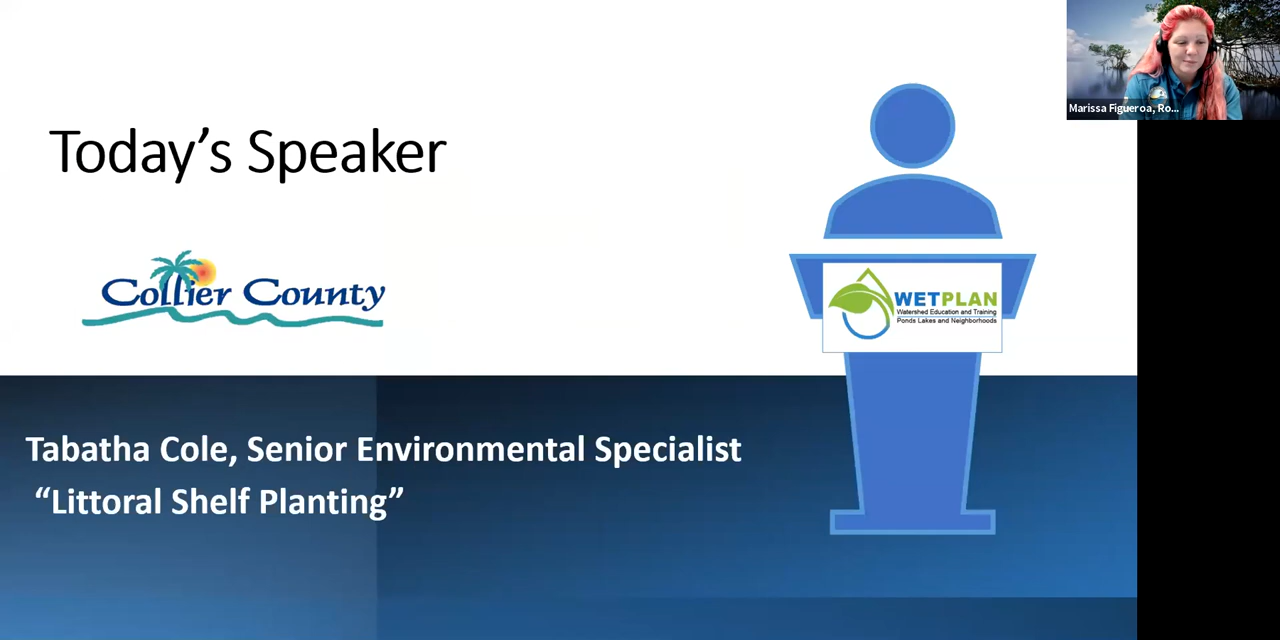 Today’s Speaker
Collier County
WETPLAN
Watershed Education and Training
Ponds Lakes and Neighborhoods
Tabatha Cole, Senior Environmental Specialist
“Littoral Shelf Planting”
Marissa Figueroa, Ro...